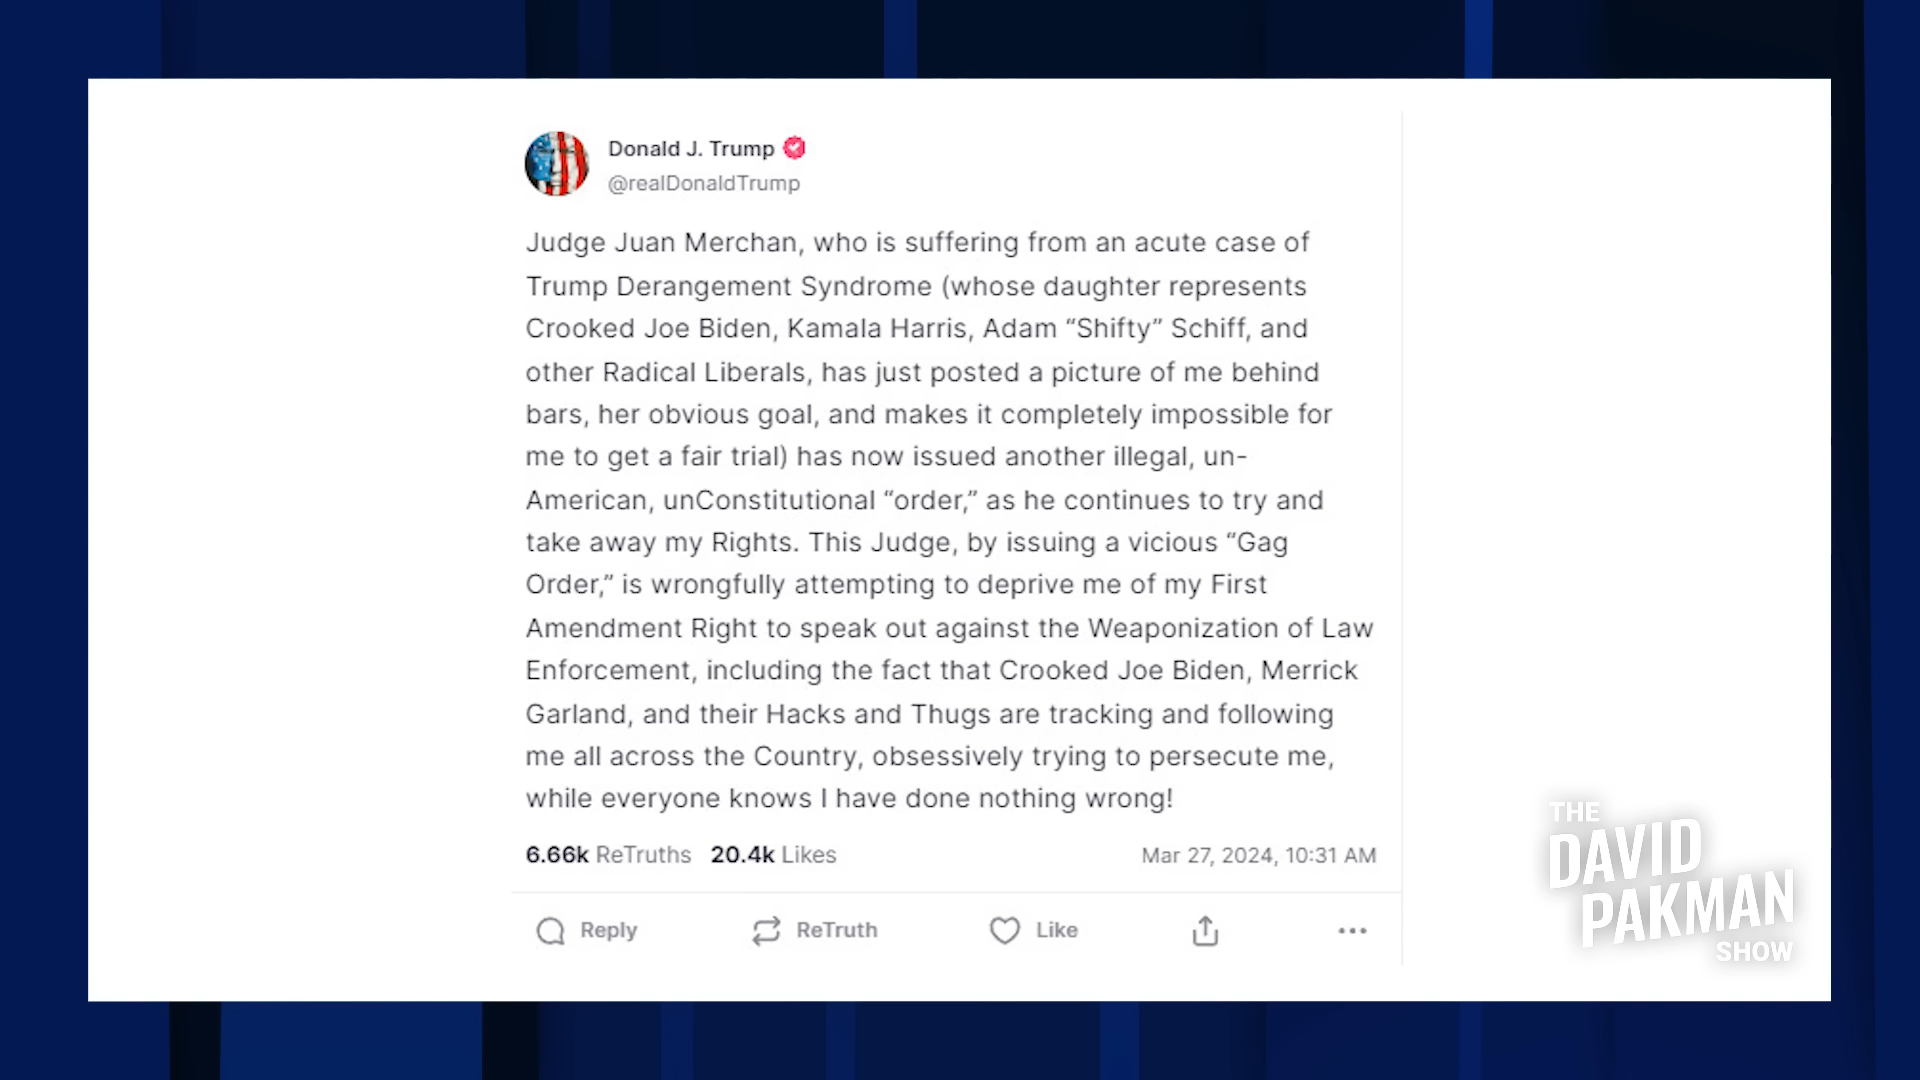 Donald J. Trump
@realDonaldTrump
Judge Juan Merchan, who is suffering from an acute case of
Trump Derangement Syndrome (whose daughter represents
Crooked Joe Biden, Kamala Harris, Adam “Shifty” Schiff, and
other Radical Liberals, has just posted a picture of me behind
bars, her obvious goal, and makes it completely impossible for
me to get a fair trial) has now issued another illegal, un-
American, unConstitutional “order,” as he continues to try and
take away my Rights. This Judge, by issuing a vicious “Gag
Order,” is wrongfully attempting to deprive me of my First
Amendment Right to speak out against the Weaponization of Law
Enforcement, including the fact that Crooked Joe Biden, Merrick
Garland, and their Hacks and Thugs are tracking and following
me all across the Country, obsessively trying to persecute me,
while everyone knows I have done nothing wrong!
6.66k ReTruths 20.4k Likes Mar 27, 2024, 10:31 AM
Reply ReTruth Like
THE
DAVID
PAKMAN
SHOW